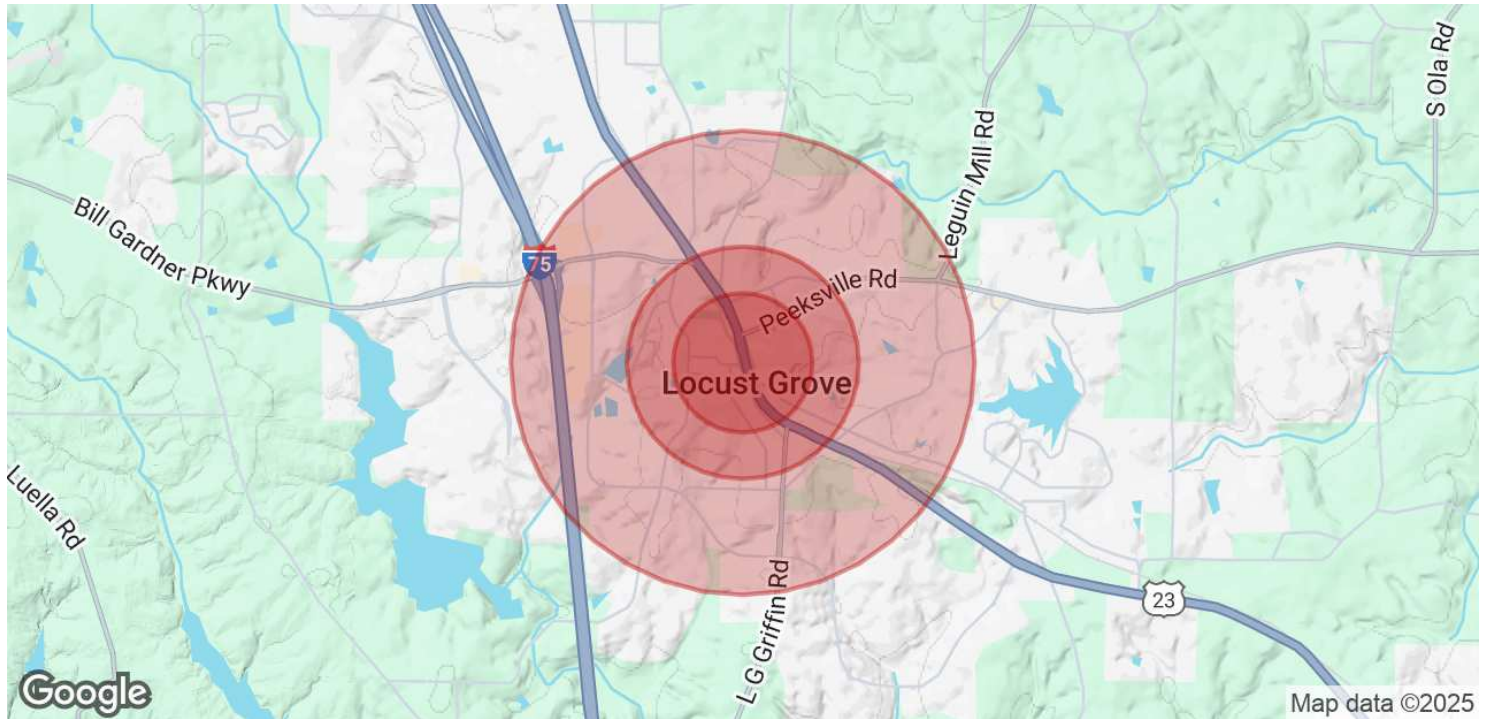 S Ola Rd
Leguin Mill Rd
Bill Gardner Pkwy
75
Peeksville Rd
Locust Grove
Luella Rd
L G Griffin Rd
23
Google
Map data ©2025